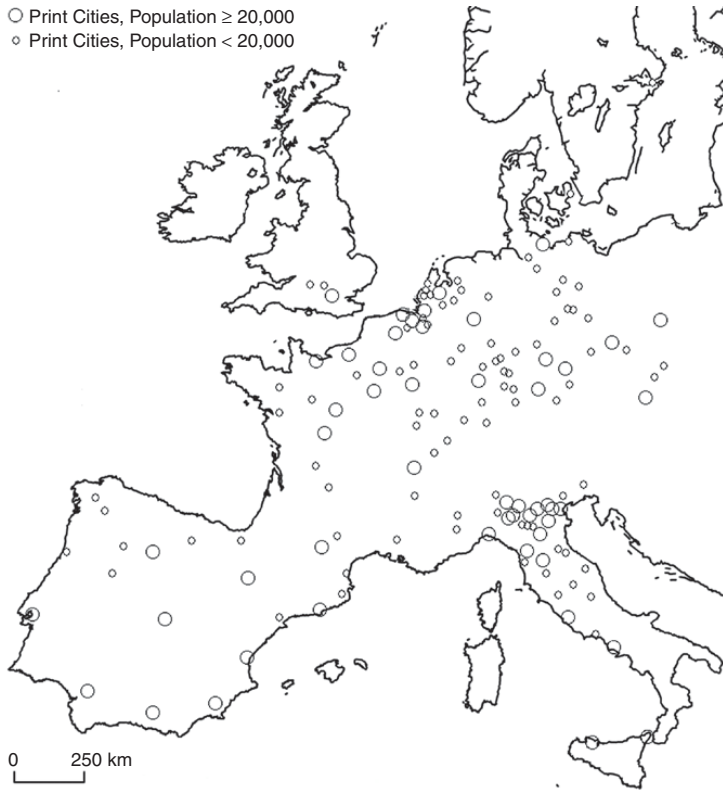 Print Cities, Population ≥ 20,000
Print Cities, Population < 20,000
0 250 km